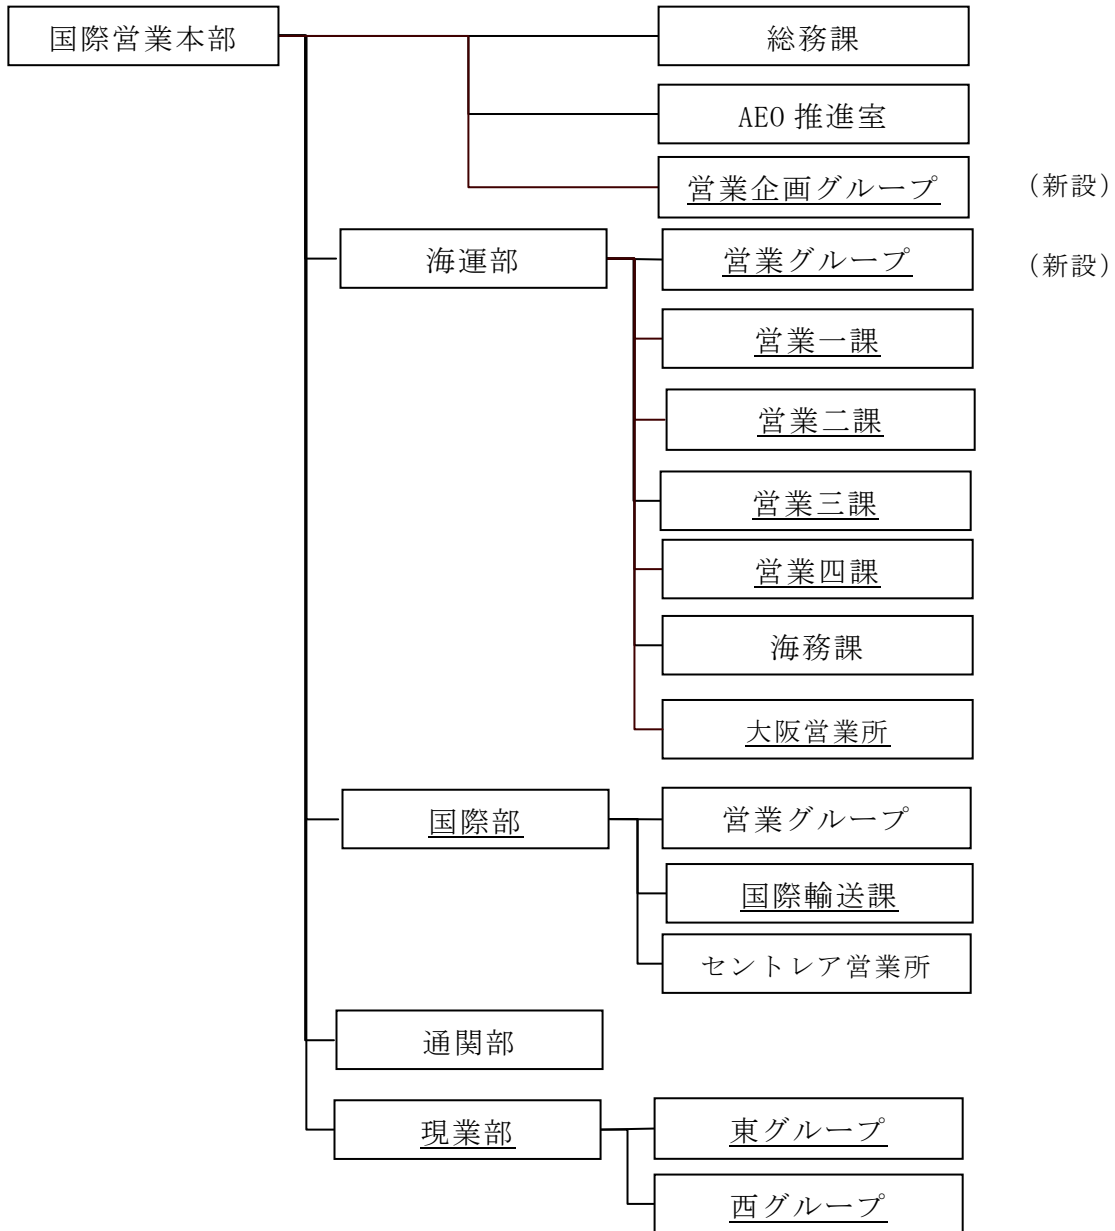 国際営業本部
総務課
AEO 推進室
営業企画グループ
（新設）
海運部
営業グループ
（新設）
営業一課
営業二課
営業三課
営業四課
海務課
大阪営業所
国際部
営業グループ
国際輸送課
セントレア営業所
通関部
現業部
東グループ
西グループ